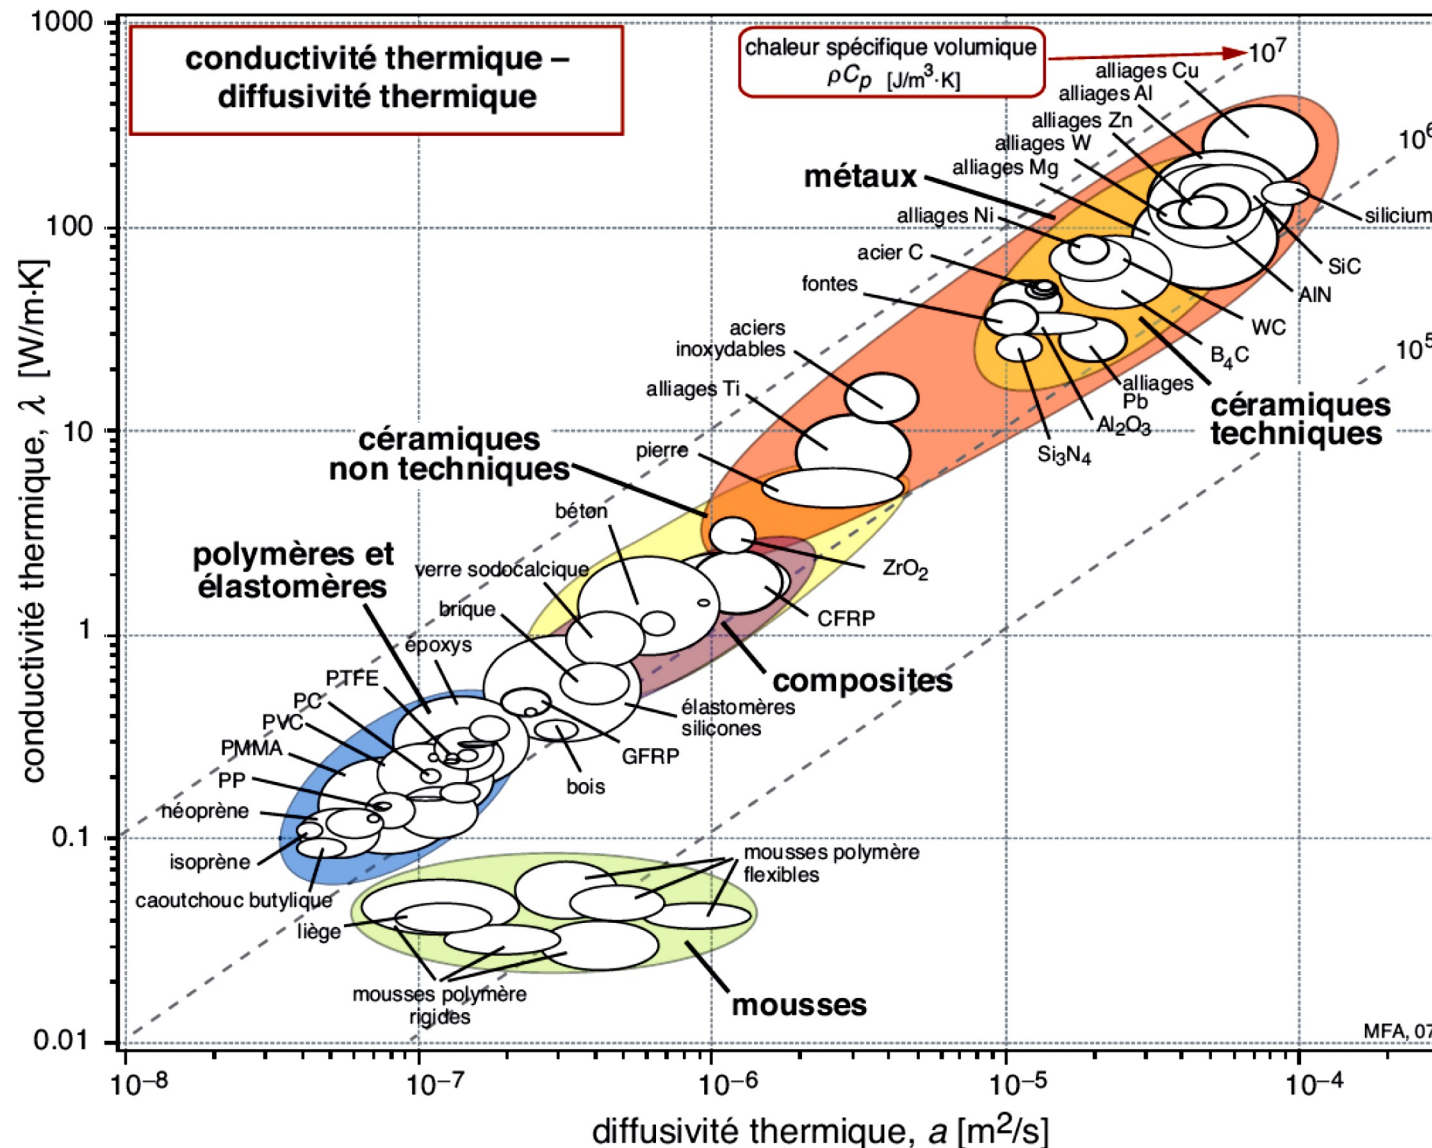 conductivité thermique –
diffusivité thermique
chaleur spécifique volumique
ρCp [J/m³·K]
10⁷
10⁶
10⁵
1000
100
10
1
0.1
0.01
conductivité thermique, λ [W/m·K]
alliages Cu
alliages Al
alliages Zn
alliages W
alliages Mg
métaux
alliages Ni
acier C
fontes
aciers
inoxydables
alliages Ti
pierre
silicium
SiC
AlN
WC
B₄C
alliages
Pb
Al₂O₃
Si₃N₄
céramiques
techniques
céramiques
non techniques
béton
verre sodocalcique
brique
ZrO₂
CFRP
composites
polymères et
élastomères
époxys
PTFE
PC
PVC
PMMA
PP
néoprène
isoprène
caoutchouc butylique
élastomères
silicones
GFRP
bois
mousses polymère
flexibles
liège
mousses polymère
rigides
mousses
MFA, 07
10⁻⁸
10⁻⁷
10⁻⁶
10⁻⁵
10⁻⁴
diffusivité thermique, a [m²/s]